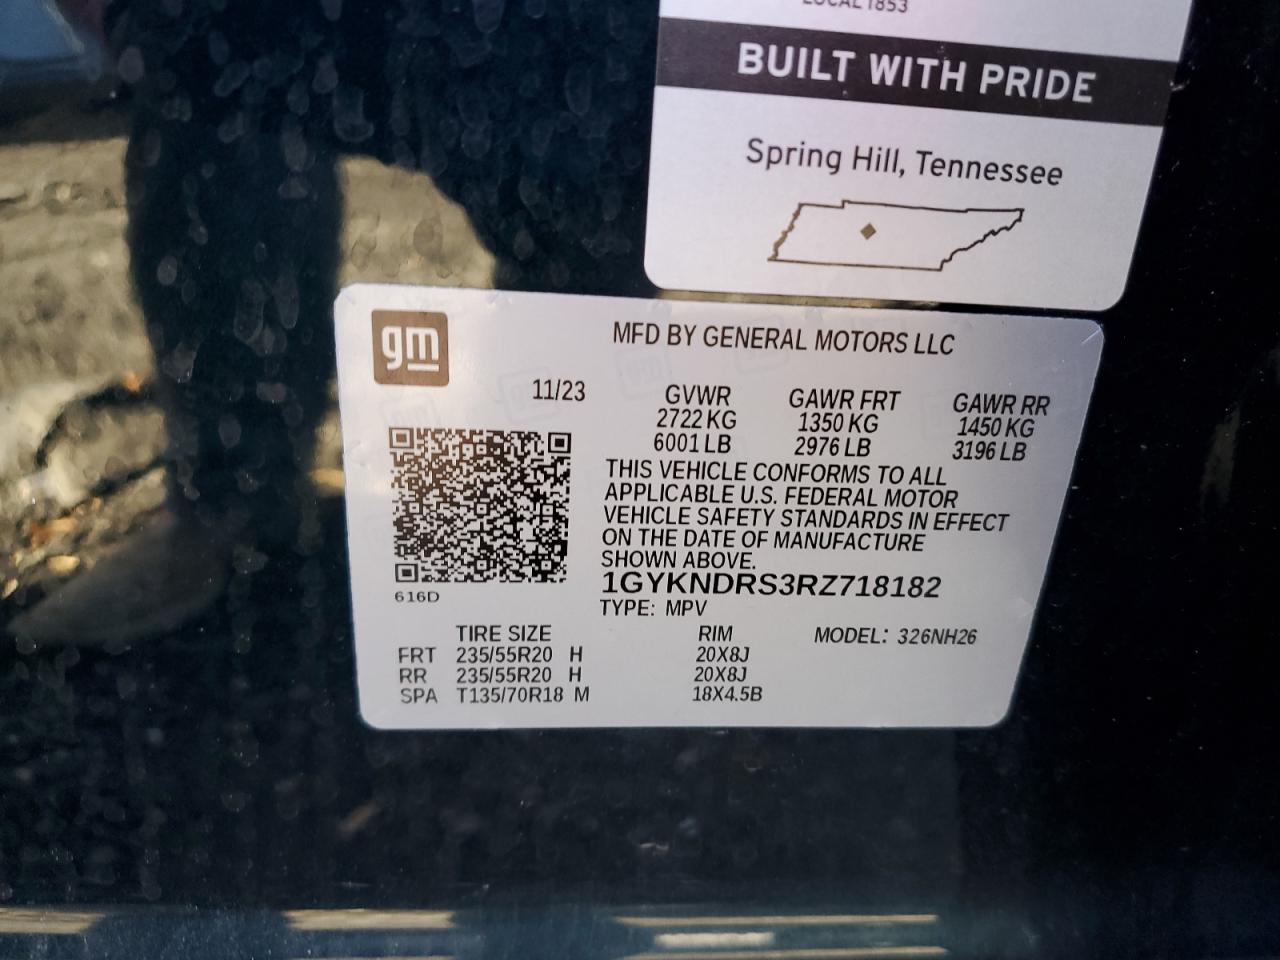 LOCAL 1853
BUILT WITH PRIDE
Spring Hill, Tennessee
gm
MFD BY GENERAL MOTORS LLC
11/23 GVWR GAWR FRT GAWR RR
2722 KG 1350 KG 1450 KG
6001 LB 2976 LB 3196 LB
THIS VEHICLE CONFORMS TO ALL
APPLICABLE U.S. FEDERAL MOTOR
VEHICLE SAFETY STANDARDS IN EFFECT
ON THE DATE OF MANUFACTURE
SHOWN ABOVE.
1GYKNDRS3RZ718182
616D
TYPE: MPV
TIRE SIZE RIM MODEL: 326NH26
FRT 235/55R20 H 20X8J
RR 235/55R20 H 20X8J
SPA T135/70R18 M 18X4.5B